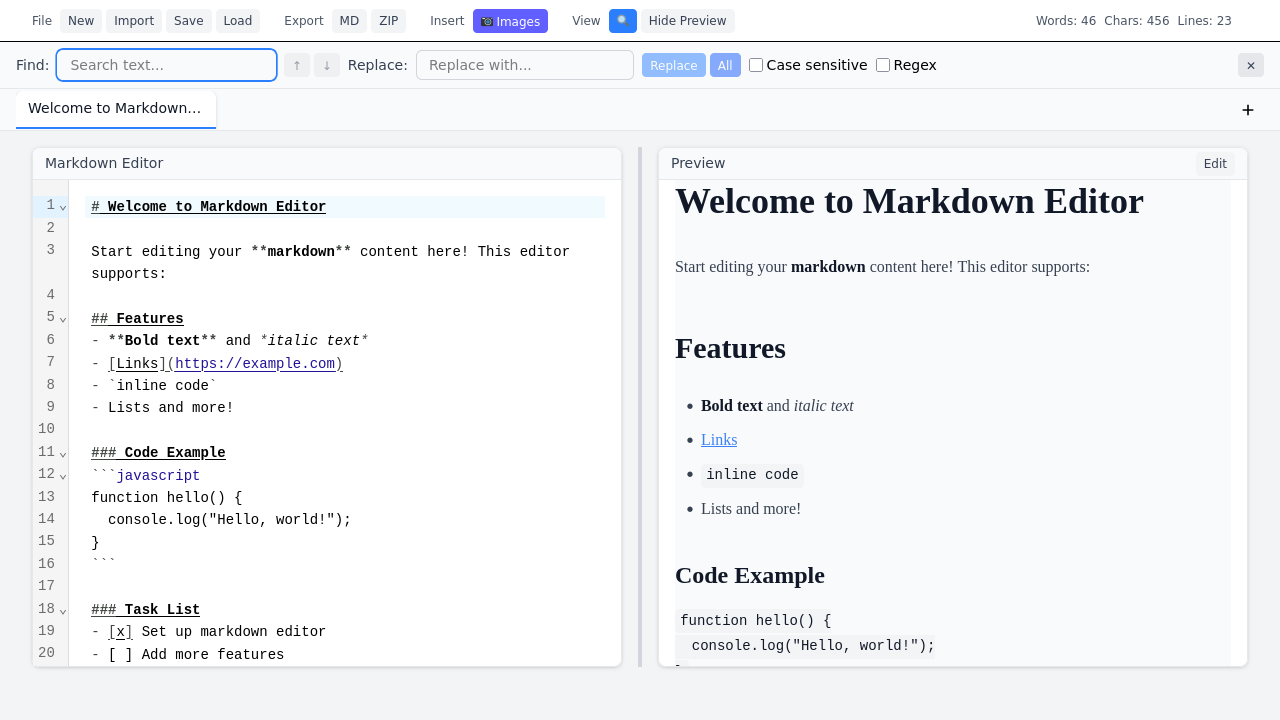 File New Import Save Load Export MD ZIP Insert 📷 Images View 🔍 Hide Preview Words: 46 Chars: 456 Lines: 23
Find: Search text... ↑ ↓ Replace: Replace with... Replace All Case sensitive Regex ✕
Welcome to Markdown... +
Markdown Editor
1 # Welcome to Markdown Editor
2
3 Start editing your **markdown** content here! This editor
supports:
4
5 ## Features
6 - **Bold text** and *italic text*
7 - [Links](https://example.com)
8 - `inline code`
9 - Lists and more!
10
11 ### Code Example
12 ```javascript
13 function hello() {
14   console.log("Hello, world!");
15 }
16 ```
17
18 ### Task List
19 - [x] Set up markdown editor
20 - [ ] Add more features
Preview Edit
Welcome to Markdown Editor
Start editing your markdown content here! This editor supports:
Features
• Bold text and italic text
• Links
• inline code
• Lists and more!
Code Example
function hello() {
  console.log("Hello, world!");